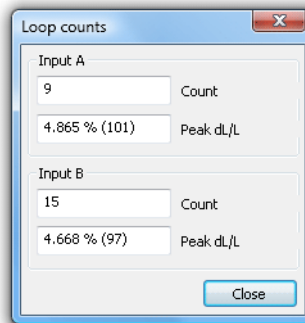 Loop counts
Input A
9 Count
4.865 % (101) Peak dL/L
Input B
15 Count
4.668 % (97) Peak dL/L
Close